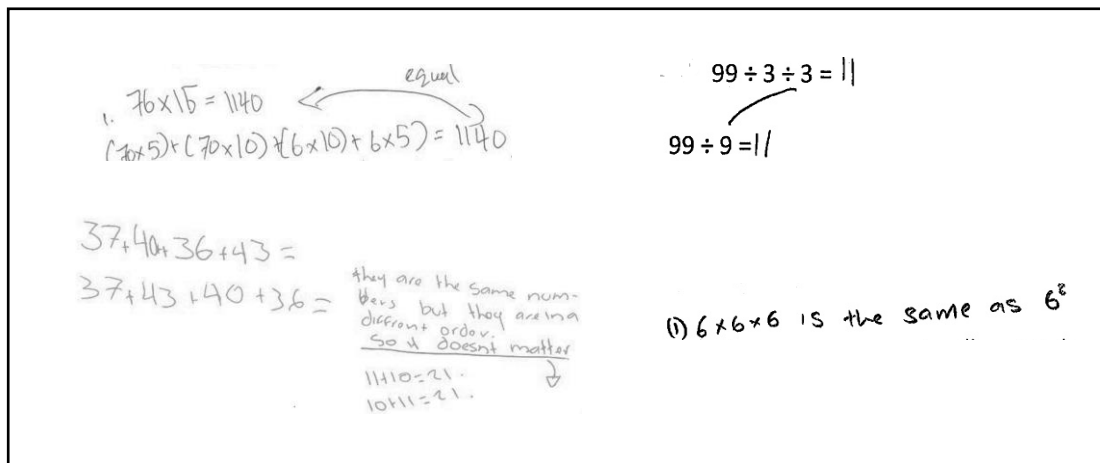 equal
1. 76×15 = 1140
(70×5)+(70×10)+(6×10)+6×5) = 1140
99 ÷ 3 ÷ 3 = 11
99 ÷ 9 = 11
37+40+36+43 =
37+43+40+36 =
they are the same num-
bers but they are in a
diffront order.
so it doesnt matter
11+10=21.
10+11=21.
(1) 6×6×6 is the same as